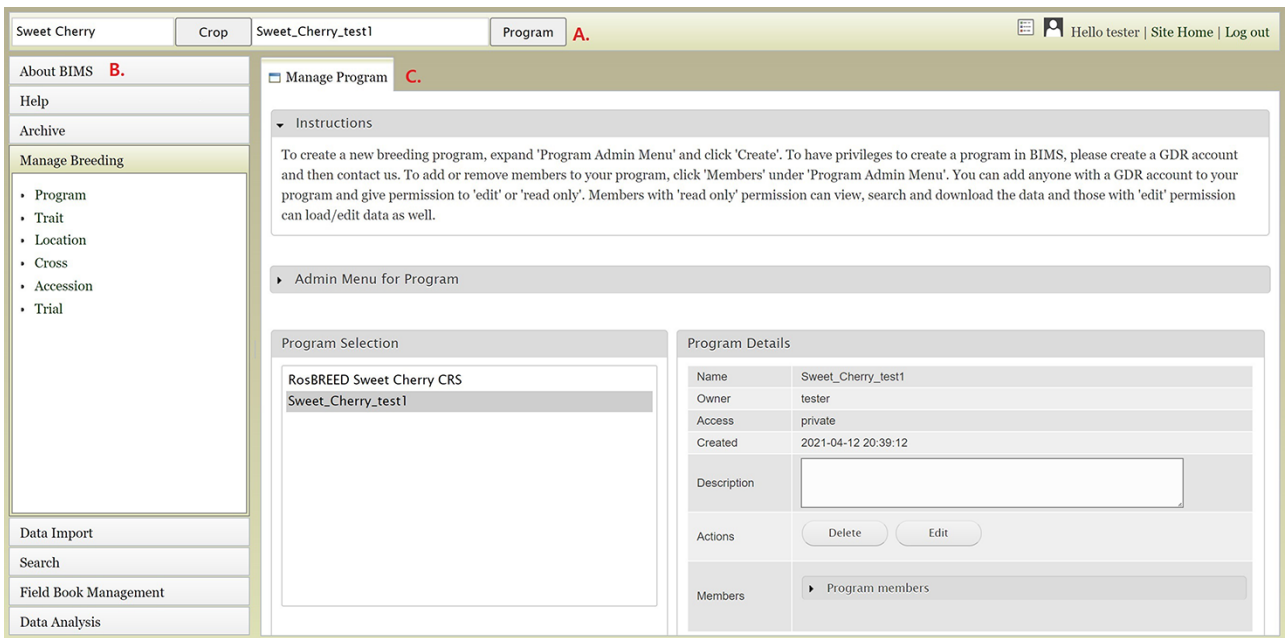 Sweet Cherry Crop Sweet_Cherry_test1 Program A. Hello tester | Site Home | Log out
About BIMS B.
Help
Archive
Manage Breeding
Program
Trait
Location
Cross
Accession
Trial
Data Import
Search
Field Book Management
Data Analysis
Manage Program C.
Instructions
To create a new breeding program, expand 'Program Admin Menu' and click 'Create'. To have privileges to create a program in BIMS, please create a GDR account
and then contact us. To add or remove members to your program, click 'Members' under 'Program Admin Menu'. You can add anyone with a GDR account to your
program and give permission to 'edit' or 'read only'. Members with 'read only' permission can view, search and download the data and those with 'edit' permission
can load/edit data as well.
Admin Menu for Program
Program Selection
RosBREED Sweet Cherry CRS
Sweet_Cherry_test1
Program Details
Name Sweet_Cherry_test1
Owner tester
Access private
Created 2021-04-12 20:39:12
Description
Actions Delete Edit
Members Program members